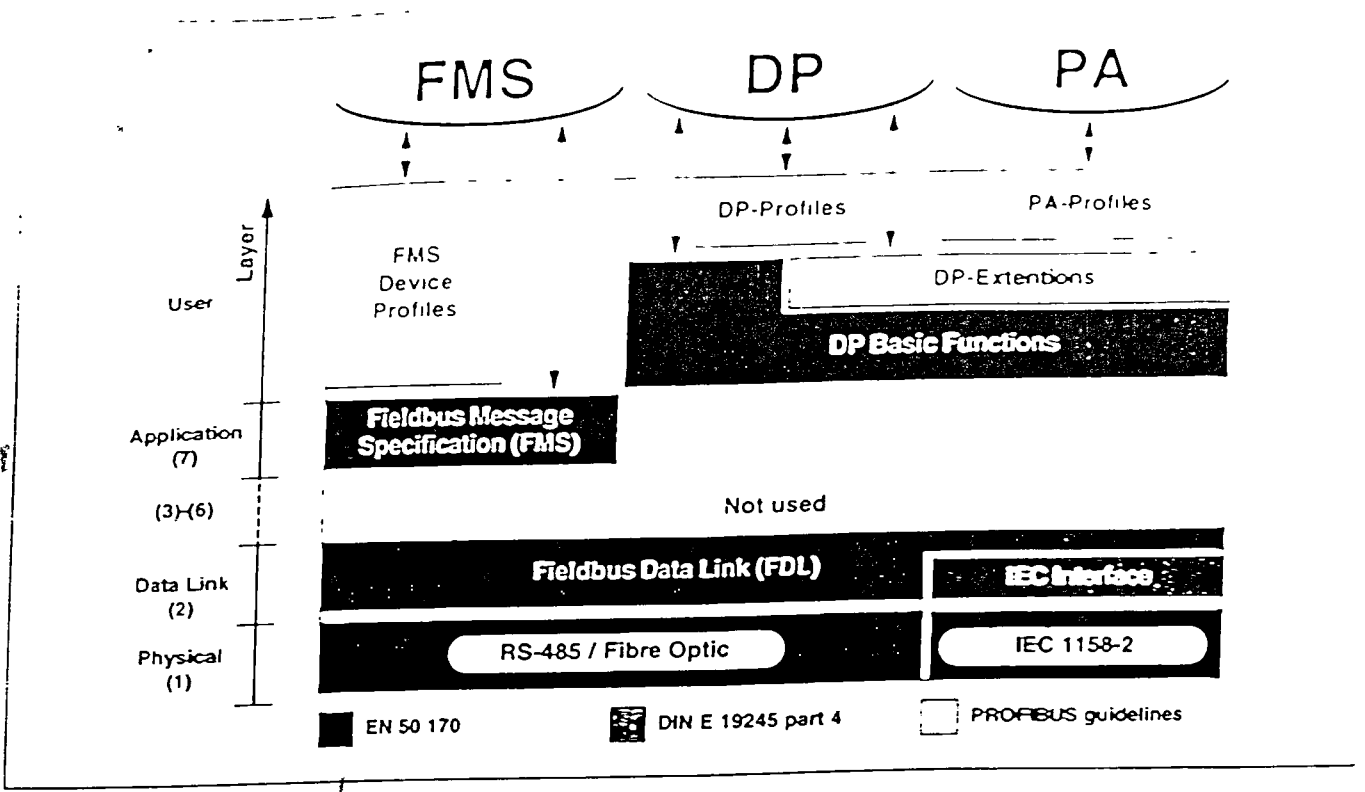 FMS
DP
PA
Layer
DP-Profiles
PA-Profiles
FMS
Device
Profiles
DP-Extentions
User
DP Basic Functions
Application
(7)
Fieldbus Message
Specification (FMS)
(3)-(6)
Not used
Data Link
(2)
Fieldbus Data Link (FDL)
IEC Interface
Physical
(1)
RS-485 / Fibre Optic
IEC 1158-2
EN 50 170
DIN E 19245 part 4
PROFIBUS guidelines